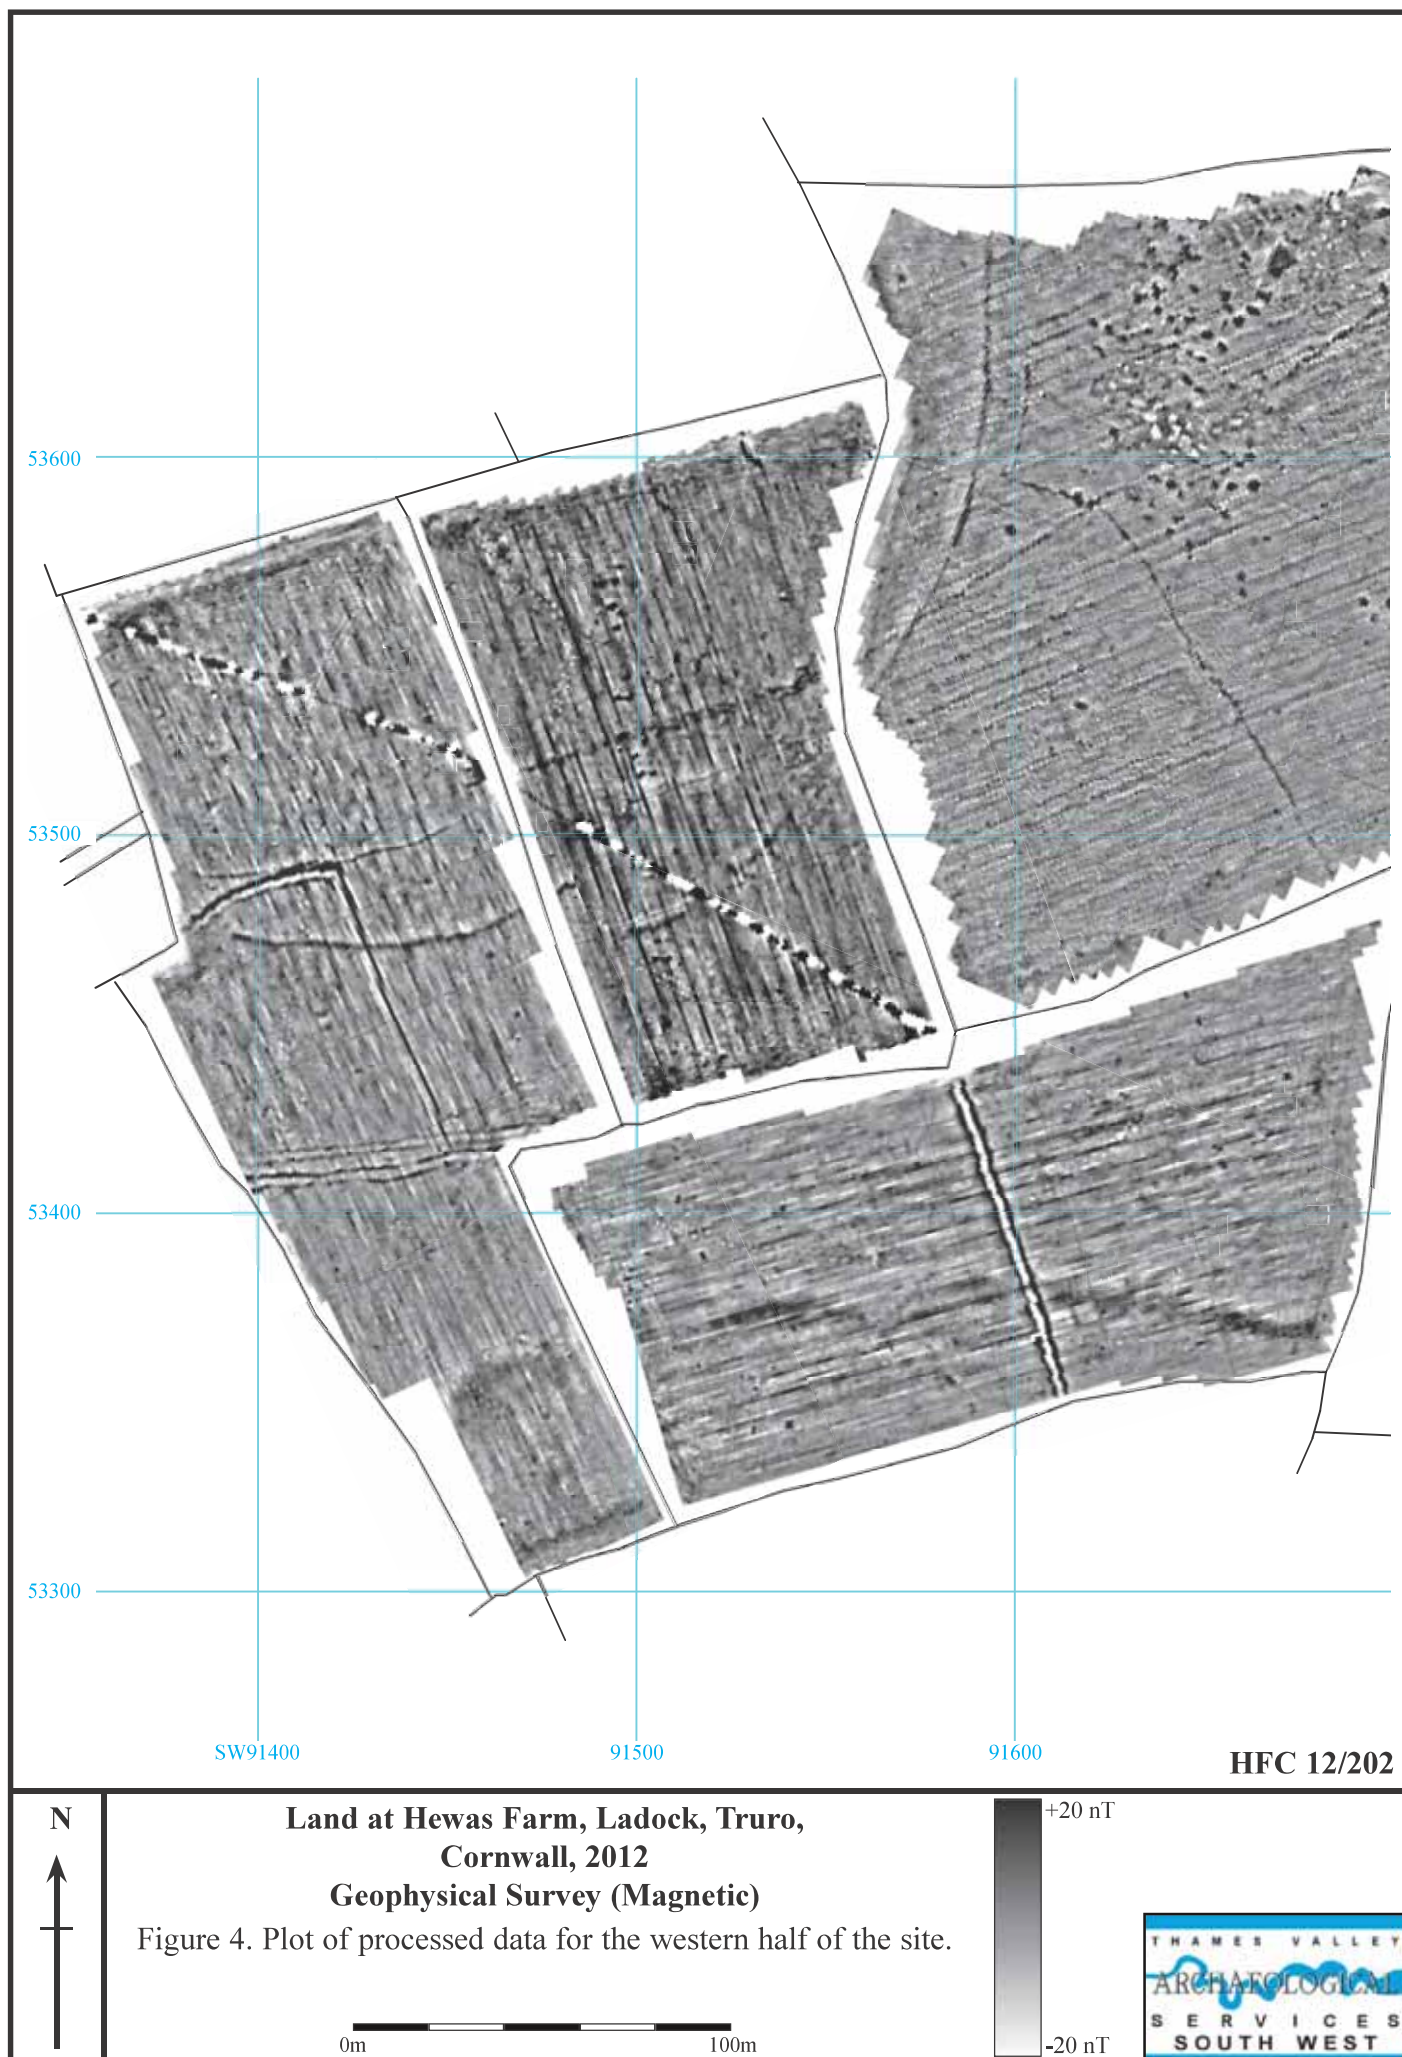 53600
53500
53400
53300
SW91400
91500
91600
HFC 12/202
N
Land at Hewas Farm, Ladock, Truro,
Cornwall, 2012
Geophysical Survey (Magnetic)
Figure 4. Plot of processed data for the western half of the site.
0m
100m
+20 nT
-20 nT
THAMES VALLEY
ARCHAEOLOGICAL
SERVICES
SOUTH WEST